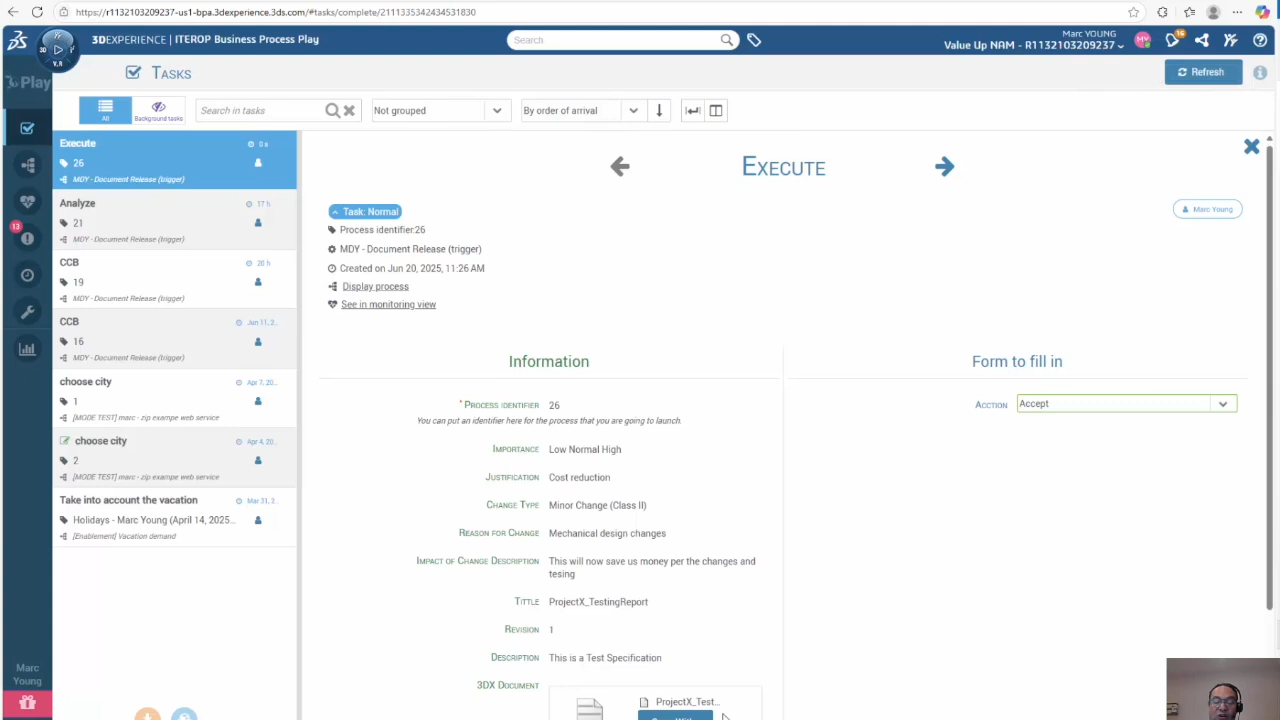 https://r1132103209237-us1-bpa.3dexperience.3ds.com/#tasks/complete/2111335342434531830
3DEXPERIENCE | ITEROP Business Process Play
Search
Marc YOUNG
Value Up NAM - R1132103209237
MY
16
3D
V.R
Play
Tasks
Refresh
All
Background tasks
Search in tasks
Not grouped
By order of arrival
Execute
0 s
26
MDY - Document Release (trigger)
Analyze
17 h
21
MDY - Document Release (trigger)
CCB
20 h
19
MDY - Document Release (trigger)
CCB
Jun 11, 2..
16
MDY - Document Release (trigger)
choose city
Apr 7, 20..
1
[MODE TEST] marc - zip exampe web service
choose city
Apr 4, 20..
2
[MODE TEST] marc - zip exampe web service
Take into account the vacation
Mar 31, 2..
Holidays - Marc Young (April 14, 2025...
[Enablement] Vacation demand
13
Marc
Young
Execute
Marc Young
Task: Normal
Process identifier:26
MDY - Document Release (trigger)
Created on Jun 20, 2025, 11:26 AM
Display process
See in monitoring view
Information
* Process identifier 26
You can put an identifier here for the process that you are going to launch.
Importance Low Normal High
Justification Cost reduction
Change Type Minor Change (Class II)
Reason for Change Mechanical design changes
Impact of Change Description This will now save us money per the changes and
tesing
Tittle ProjectX_TestingReport
Revision 1
Description This is a Test Specification
3DX Document
ProjectX_Test...
Form to fill in
Acction Accept